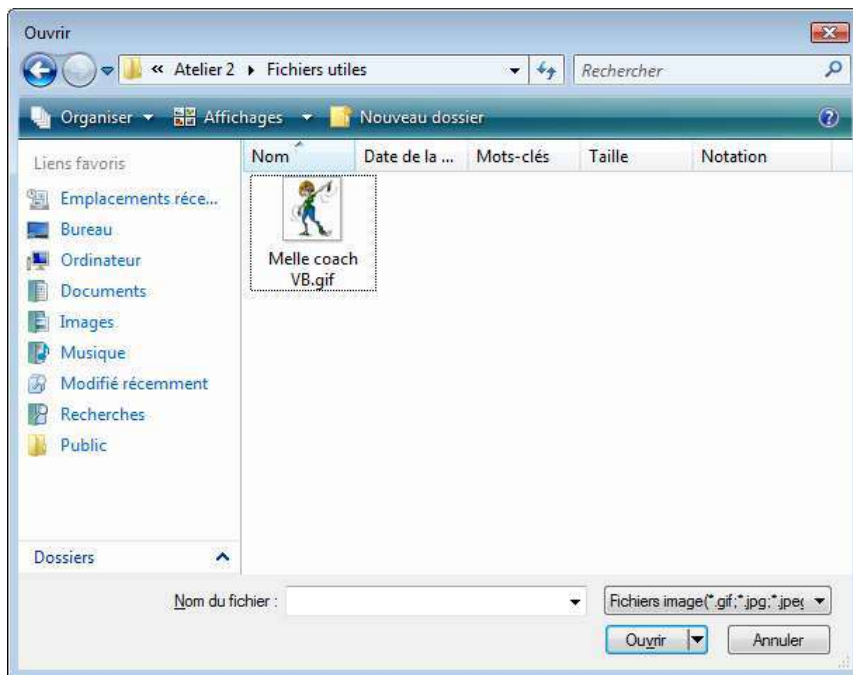 Ouvrir
« Atelier 2 Fichiers utiles
Rechercher
Organiser Affichages Nouveau dossier
Liens favoris
Nom Date de la ... Mots-clés Taille Notation
Emplacements réce...
Bureau
Ordinateur
Documents
Images
Musique
Modifié récemment
Recherches
Public
Melle coach
VB.gif
Dossiers
Nom du fichier :
Fichiers image(*.gif;*.jpg;*.jpeg
Ouvrir Annuler